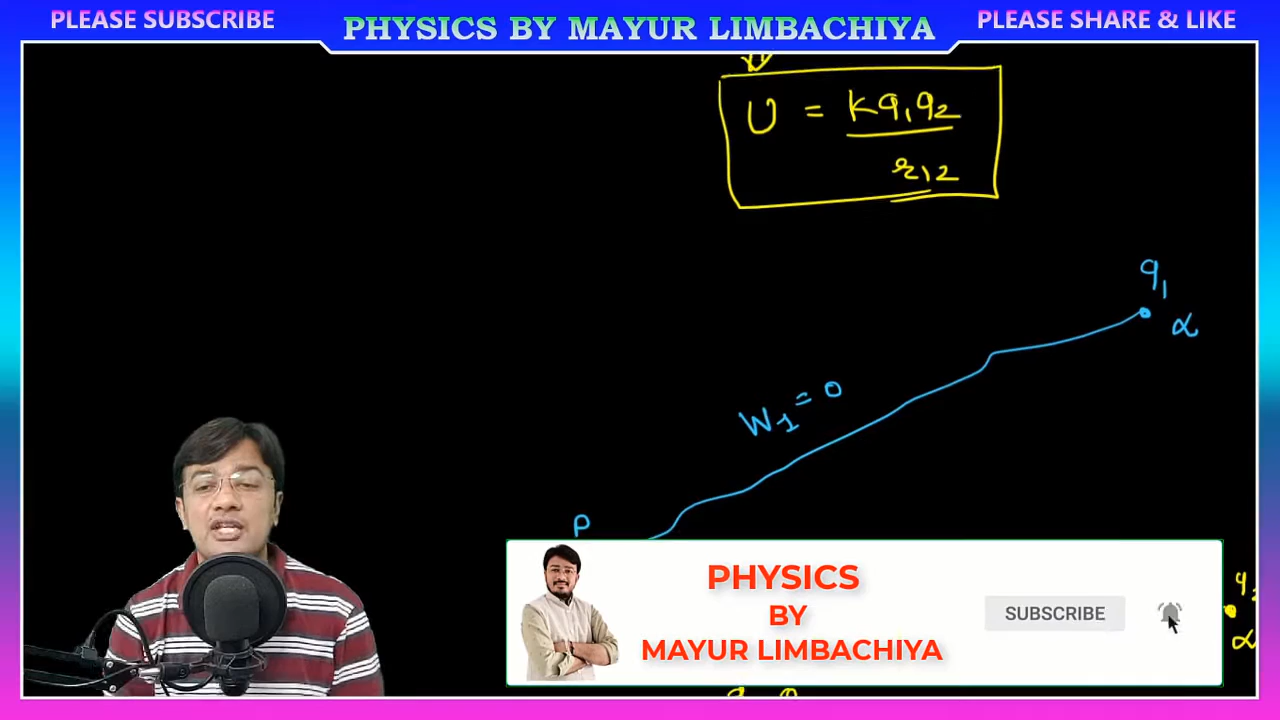 PLEASE SUBSCRIBE
PHYSICS BY MAYUR LIMBACHIYA
PLEASE SHARE & LIKE
U = Kq1q2
r12
q1
α
W1 = 0
P
PHYSICS
BY
MAYUR LIMBACHIYA
SUBSCRIBE
α